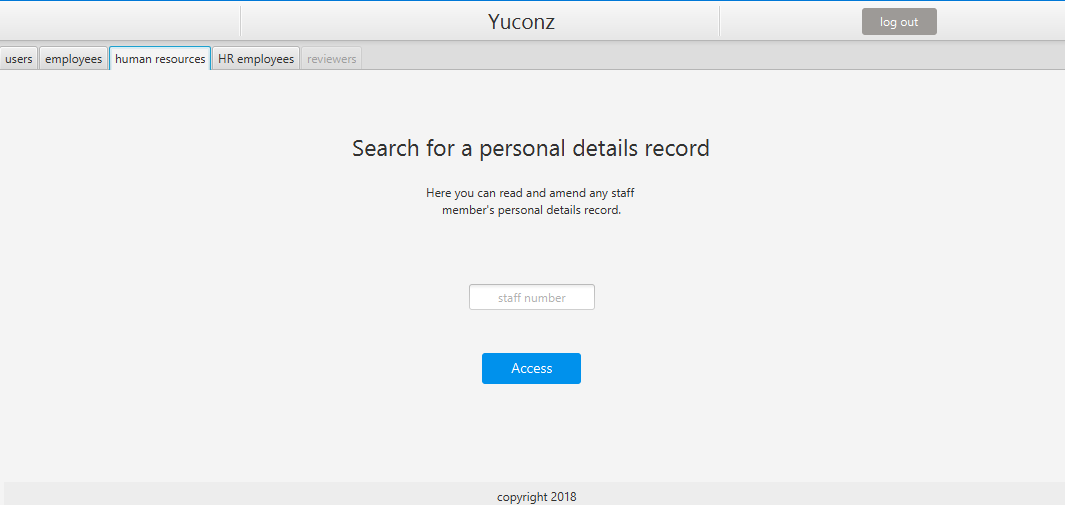 Yuconz
log out
users
employees
human resources
HR employees
reviewers
Search for a personal details record
Here you can read and amend any staff
member's personal details record.
staff number
Access
copyright 2018